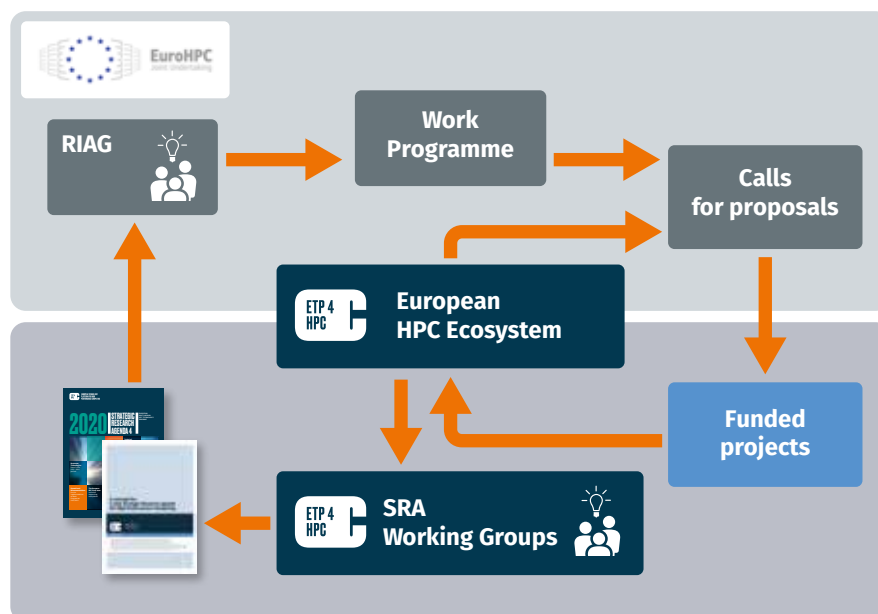 EuroHPC
Joint Undertaking
RIAG
Work
Programme
Calls
for proposals
ETP 4
HPC
European
HPC Ecosystem
Funded
projects
2020
STRATEGIC
RESEARCH
AGENDA 4
ETP 4
HPC
SRA
Working Groups